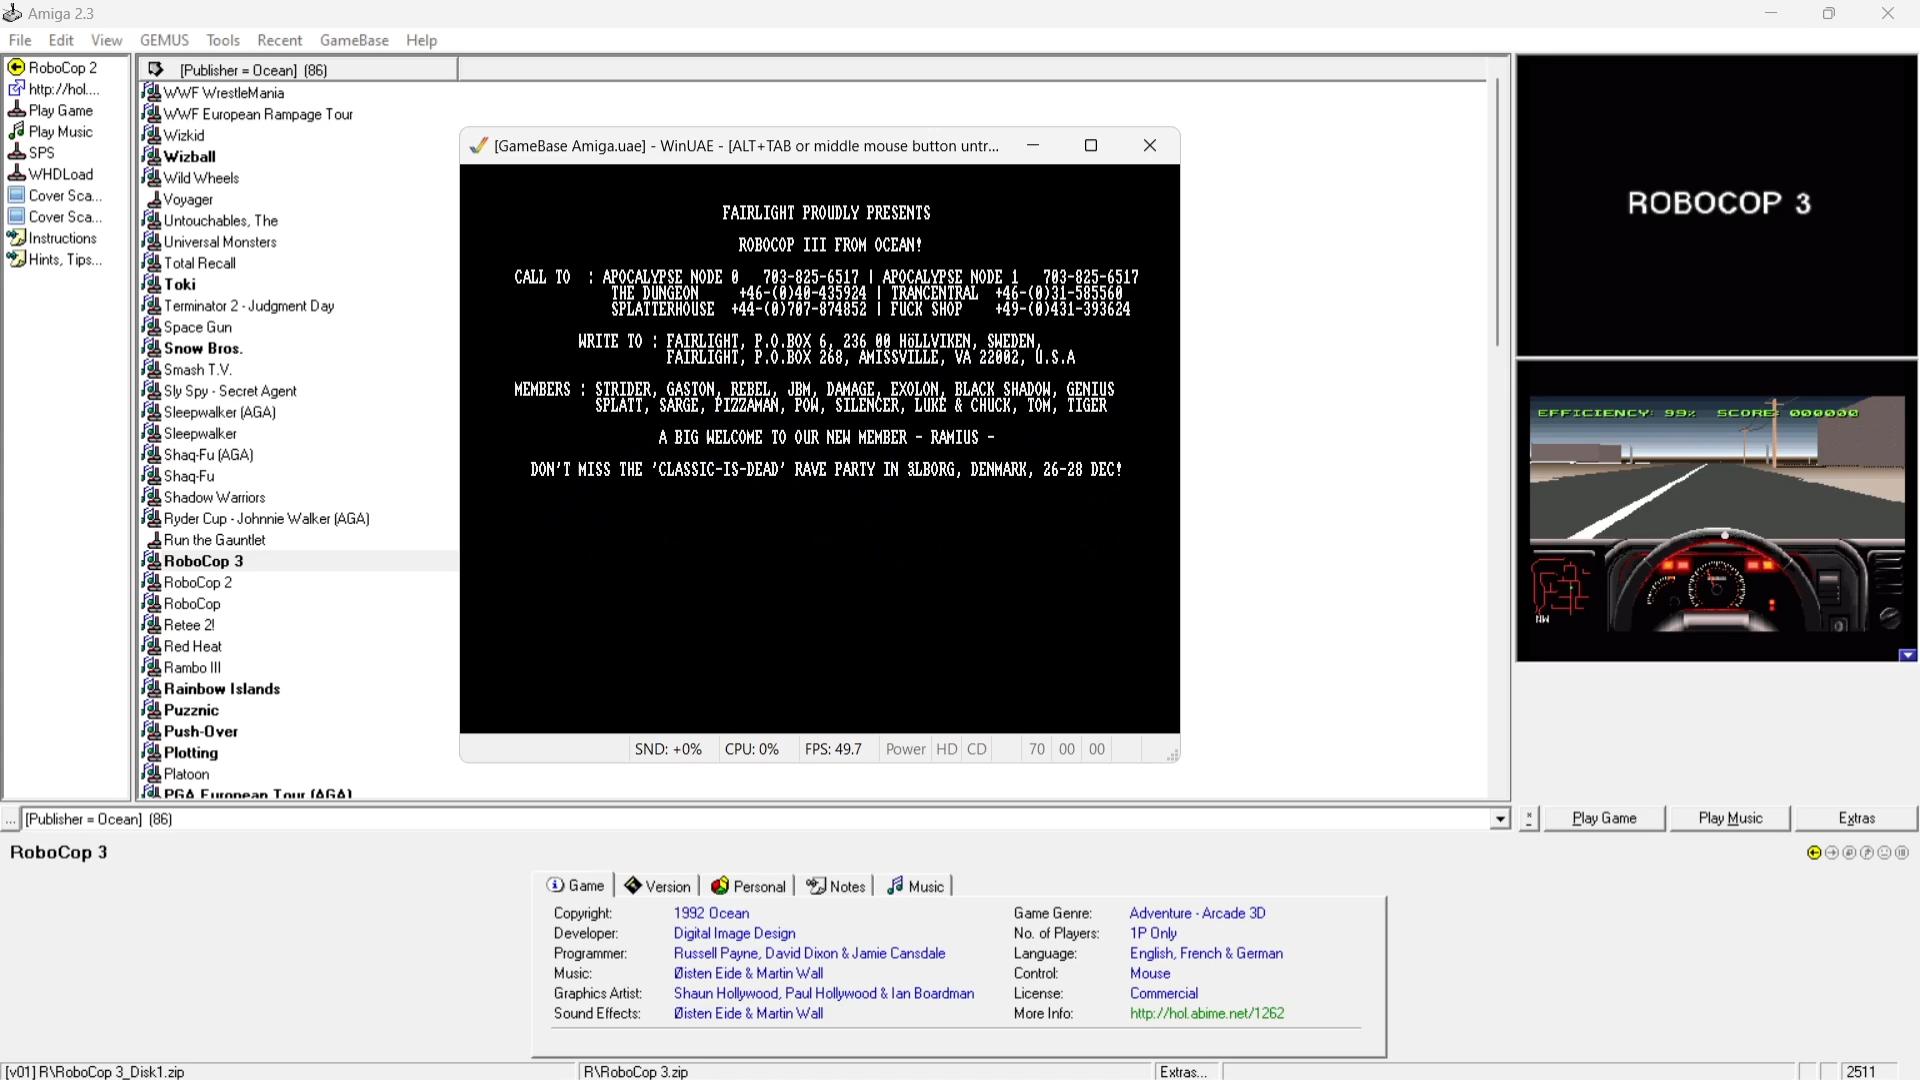 Amiga 2.3
File Edit View GEMUS Tools Recent GameBase Help
RoboCop 2
http://hol....
Play Game
Play Music
SPS
WHDLoad
Cover Sca...
Cover Sca...
Instructions
Hints, Tips...
[Publisher = Ocean] (86)
WWF WrestleMania
WWF European Rampage Tour
Wizkid
Wizball
Wild Wheels
Voyager
Untouchables, The
Universal Monsters
Total Recall
Toki
Terminator 2 - Judgment Day
Space Gun
Snow Bros.
Smash T.V.
Sly Spy - Secret Agent
Sleepwalker (AGA)
Sleepwalker
Shaq-Fu (AGA)
Shaq-Fu
Shadow Warriors
Ryder Cup - Johnnie Walker (AGA)
Run the Gauntlet
RoboCop 3
RoboCop 2
RoboCop
Retee 2!
Red Heat
Rambo III
Rainbow Islands
Puzznic
Push-Over
Plotting
Platoon
PGA European Tour (AGA)
[GameBase Amiga.uae] - WinUAE - [ALT+TAB or middle mouse button untr...
FAIRLIGHT PROUDLY PRESENTS
ROBOCOP III FROM OCEAN!
CALL TO : APOCALYPSE NODE 0 703-825-6517 | APOCALYPSE NODE 1 703-825-6517
THE DUNGEON +46-(0)40-435924 | TRANCENTRAL +46-(0)31-585560
SPLATTERHOUSE +44-(0)707-874852 | FUCK SHOP +49-(0)431-393624
WRITE TO : FAIRLIGHT, P.O.BOX 6, 236 00 HöLLVIKEN, SWEDEN,
FAIRLIGHT, P.O.BOX 268, AMISSVILLE, VA 22002, U.S.A
MEMBERS : STRIDER, GASTON, REBEL, JBM, DAMAGE, EXOLON, BLACK SHADOW, GENIUS
SPLATT, SARGE, PIZZAMAN, POW, SILENCER, LUKE & CHUCK, TOM, TIGER
A BIG WELCOME TO OUR NEW MEMBER - RAMIUS -
DON'T MISS THE 'CLASSIC-IS-DEAD' RAVE PARTY IN ålBORG, DENMARK, 26-28 DEC!
SND: +0% CPU: 0% FPS: 49.7 Power HD CD 70 00 00
ROBOCOP 3
EFFICIENCY: 99% SCORE: 000000
NW
... [Publisher = Ocean] (86)
Play Game Play Music Extras
RoboCop 3
Game Version Personal Notes Music
Copyright: 1992 Ocean Game Genre: Adventure - Arcade 3D
Developer: Digital Image Design No. of Players: 1P Only
Programmer: Russell Payne, David Dixon & Jamie Cansdale Language: English, French & German
Music: Øisten Eide & Martin Wall Control: Mouse
Graphics Artist: Shaun Hollywood, Paul Hollywood & Ian Boardman License: Commercial
Sound Effects: Øisten Eide & Martin Wall More Info: http://hol.abime.net/1262
[v01] R\RoboCop 3_Disk1.zip R\RoboCop 3.zip Extras... 2511